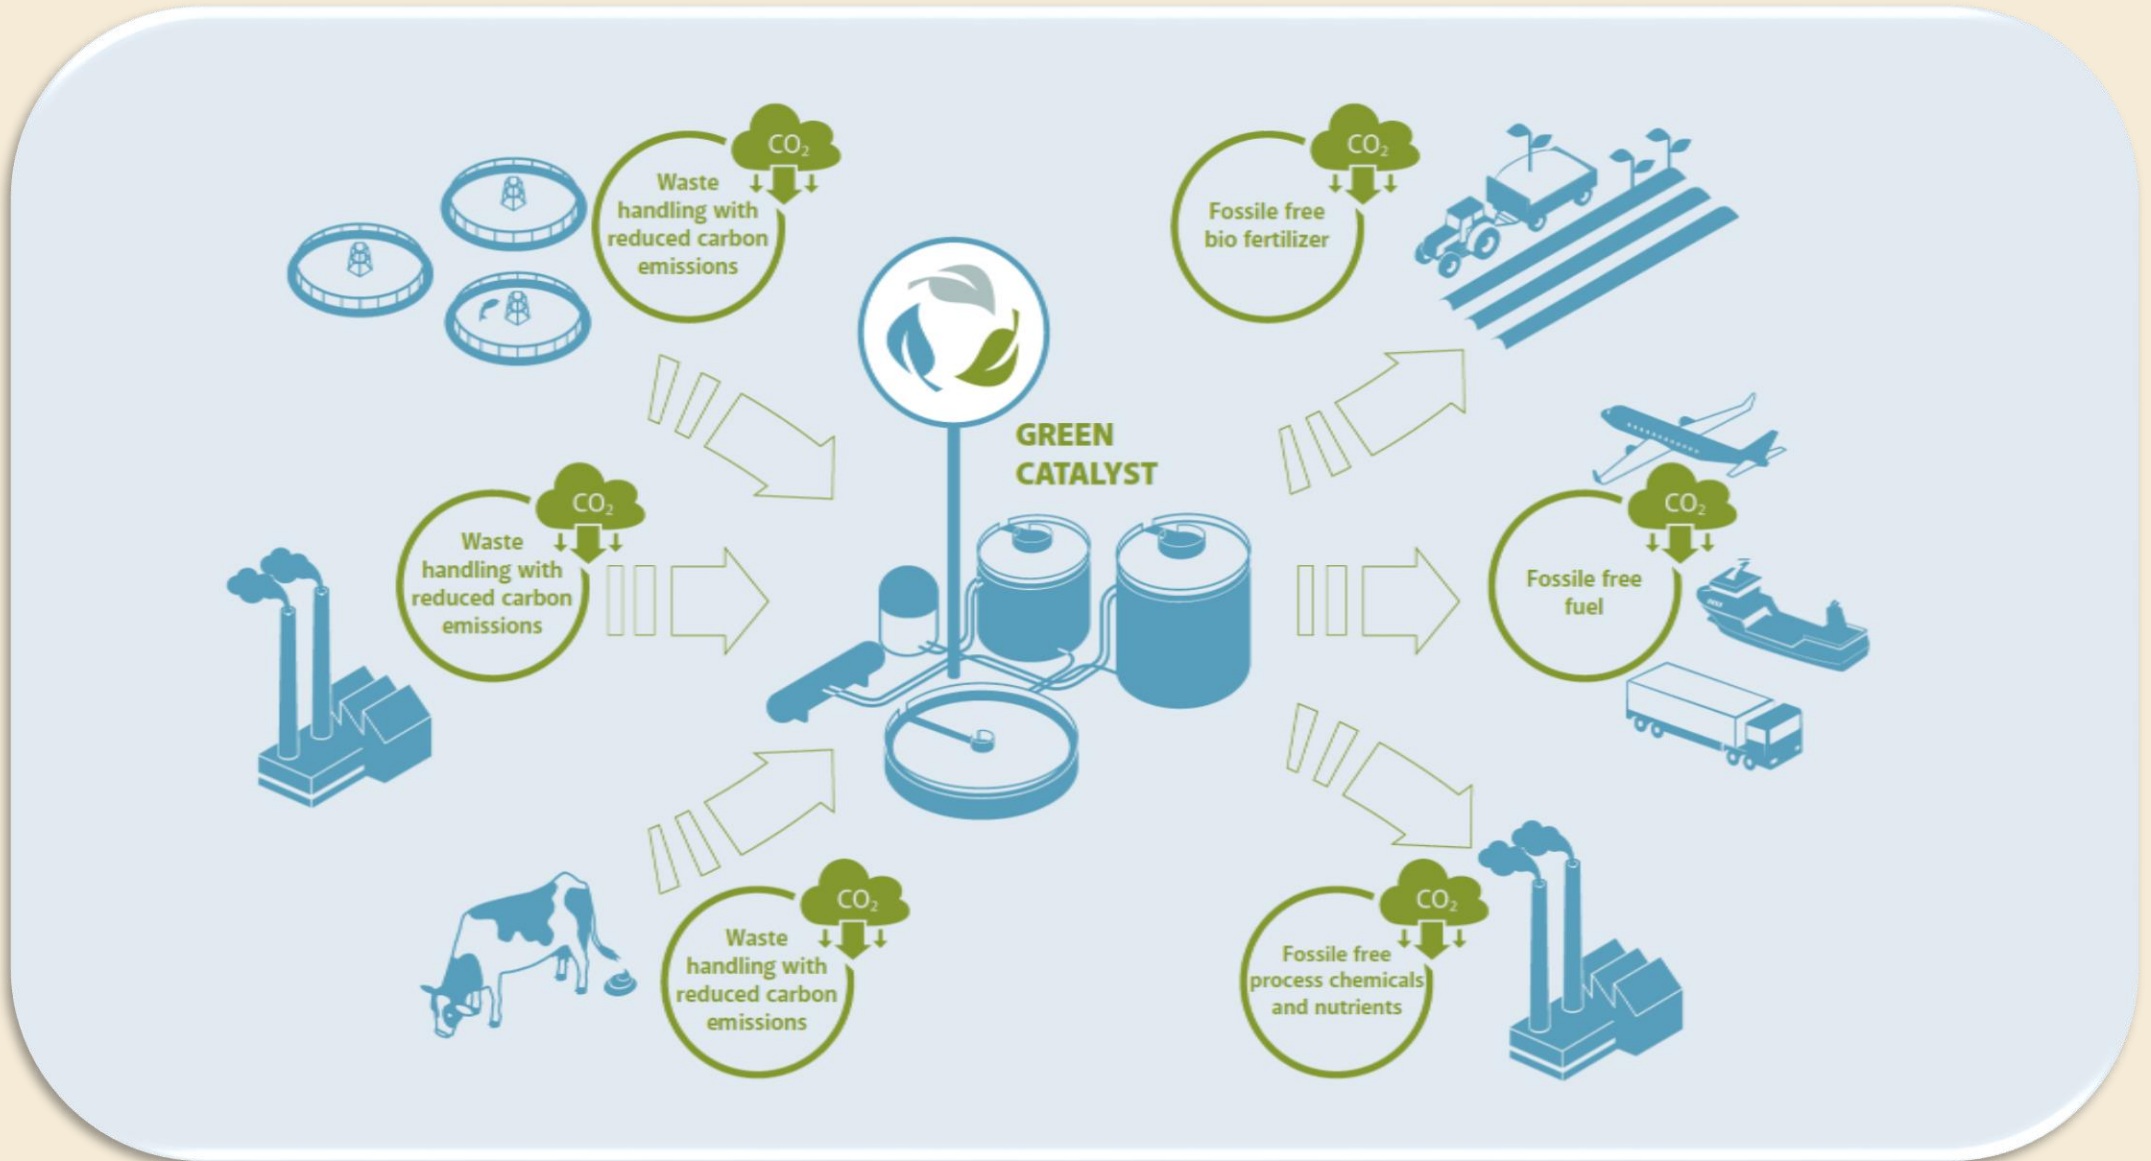 CO₂
Waste
handling with
reduced carbon
emissions
CO₂
Fossile free
bio fertilizer
GREEN
CATALYST
CO₂
Waste
handling with
reduced carbon
emissions
CO₂
Fossile free
fuel
CO₂
Waste
handling with
reduced carbon
emissions
CO₂
Fossile free
process chemicals
and nutrients